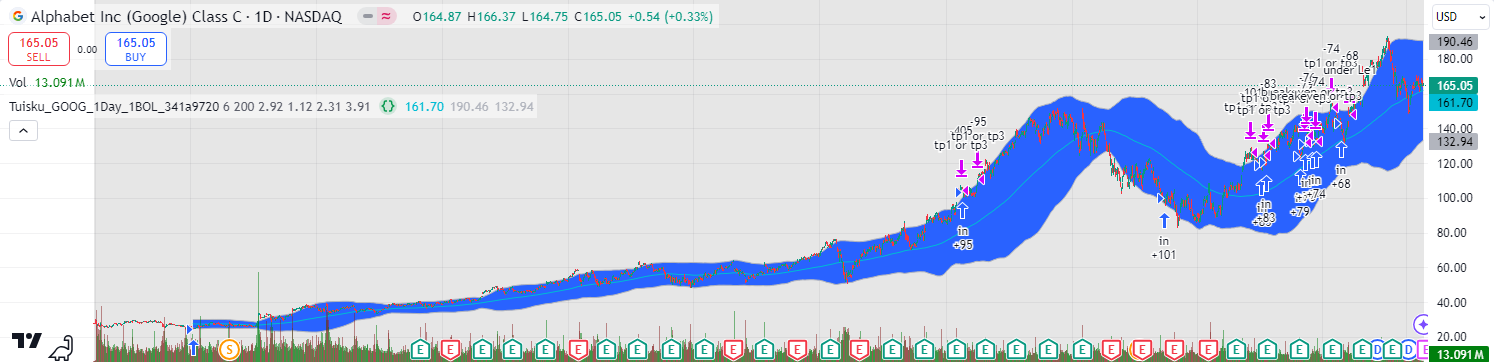 Alphabet Inc (Google) Class C · 1D · NASDAQ
O164.87 H166.37 L164.75 C165.05 +0.54 (+0.33%)
USD
165.05
SELL
0.00
165.05
BUY
Vol 13.091 M
Tuisku_GOOG_1Day_1BOL_341a9720 6 200 2.92 1.12 2.31 3.91 {} 161.70 190.46 132.94
190.46
180.00
165.05
161.70
140.00
132.94
120.00
100.00
80.00
60.00
40.00
20.00
13.091 M
-95
tp1 or tp3
tp1 or tp3
in
+95
in
+101
-83
-74
-68
tp1 or tp3
under Le1
in
+83
in
+79
in
+74
in
+68
S
E E E E E E E E E E E E E E E E E E E E E E E E E E E E E E E